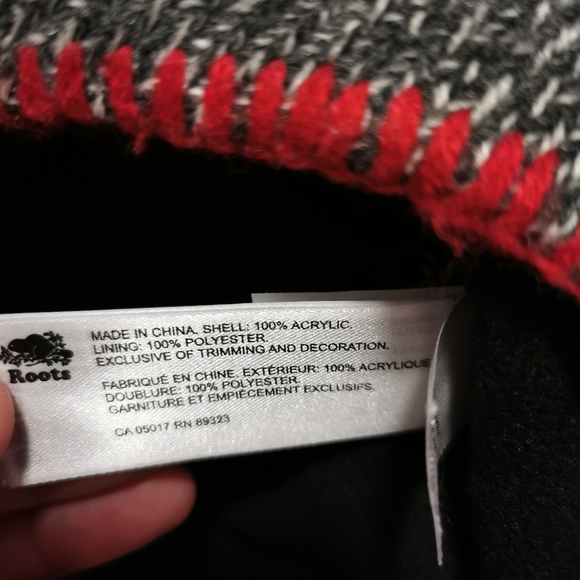 Roots
MADE IN CHINA. SHELL: 100% ACRYLIC.
LINING: 100% POLYESTER.
EXCLUSIVE OF TRIMMING AND DECORATION.
FABRIQUÉ EN CHINE. EXTÉRIEUR: 100% ACRYLIQUE
DOUBLURE: 100% POLYESTER.
GARNITURE ET EMPIÈCEMENT EXCLUSIFS.
CA 05017 RN 89323